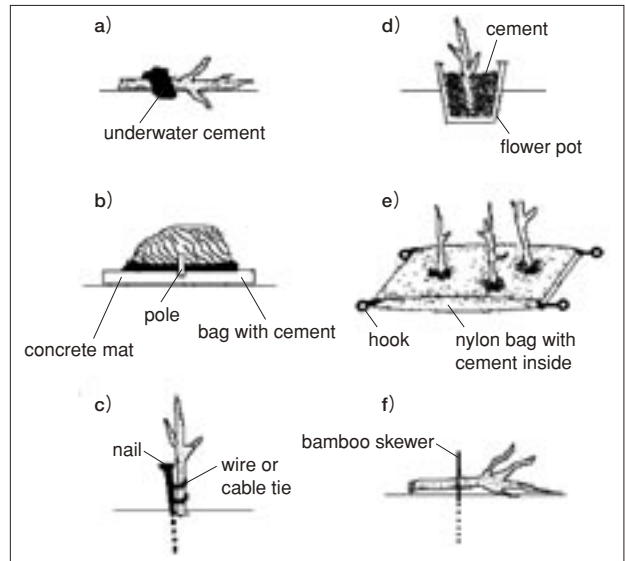 a)
underwater cement
b)
pole
concrete mat
bag with cement
c)
nail
wire or
cable tie
d)
cement
flower pot
e)
hook
nylon bag with
cement inside
f)
bamboo skewer